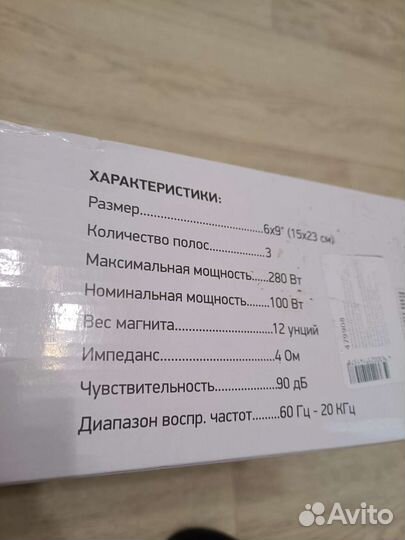 ХАРАКТЕРИСТИКИ:
Размер....................6x9" (15x23 см)
Количество полос..........3
Максимальная мощность.....280 Вт
Номинальная мощность.......100 Вт
Вес магнита....................12 унций
Импеданс.......................4 Ом
Чувствительность.............90 дБ
Диапазон воспр. частот.....60 Гц - 20 КГц
479908
Avito